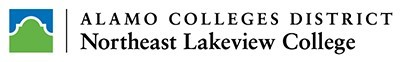 ALAMO COLLEGES DISTRICT
Northeast Lakeview College